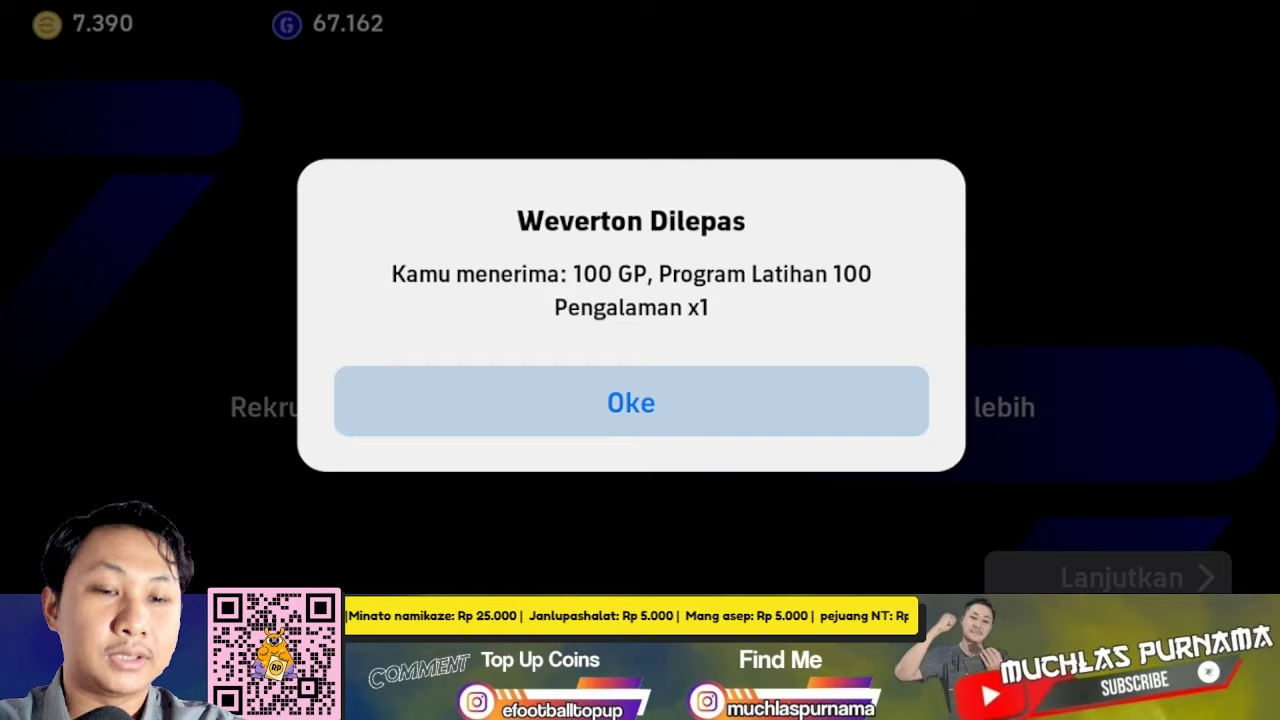 7.390
67.162
Weverton Dilepas
Kamu menerima: 100 GP, Program Latihan 100
Pengalaman x1
Oke
Rekru
lebih
Lanjutkan
Minato namikaze: Rp 25.000 | Janlupashalat: Rp 5.000 | Mang asep: Rp 5.000 | pejuang NT: Rp
COMMENT
Top Up Coins
efootballtopup
Find Me
muchlaspurnama
MUCHLAS PURNAMA
SUBSCRIBE
RP